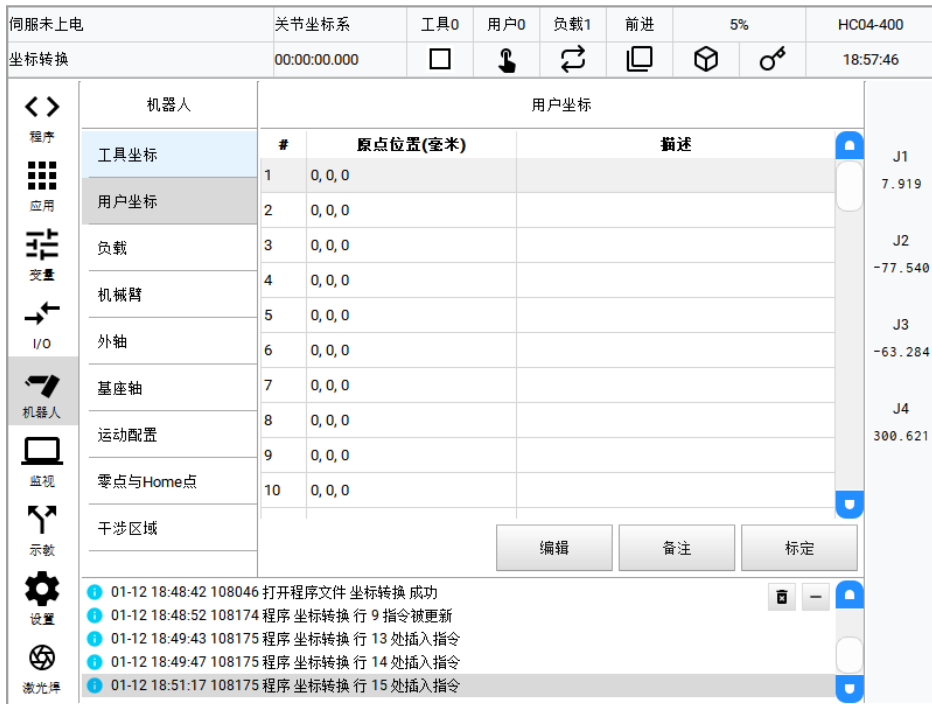 伺服未上电 关节坐标系 工具0 用户0 负载1 前进 5% HC04-400
坐标转换 00:00:00.000 18:57:46
程序
应用
变量
I/O
机器人
监视
示教
设置
激光焊
机器人
工具坐标
用户坐标
负载
机械臂
外轴
基座轴
运动配置
零点与Home点
干涉区域
用户坐标
# 原点位置(毫米) 描述
1 0, 0, 0
2 0, 0, 0
3 0, 0, 0
4 0, 0, 0
5 0, 0, 0
6 0, 0, 0
7 0, 0, 0
8 0, 0, 0
9 0, 0, 0
10 0, 0, 0
编辑 备注 标定
J1
7.919
J2
-77.540
J3
-63.284
J4
300.621
01-12 18:48:42 108046 打开程序文件 坐标转换 成功
01-12 18:48:52 108174 程序 坐标转换 行 9 指令被更新
01-12 18:49:43 108175 程序 坐标转换 行 13 处插入指令
01-12 18:49:47 108175 程序 坐标转换 行 14 处插入指令
01-12 18:51:17 108175 程序 坐标转换 行 15 处插入指令